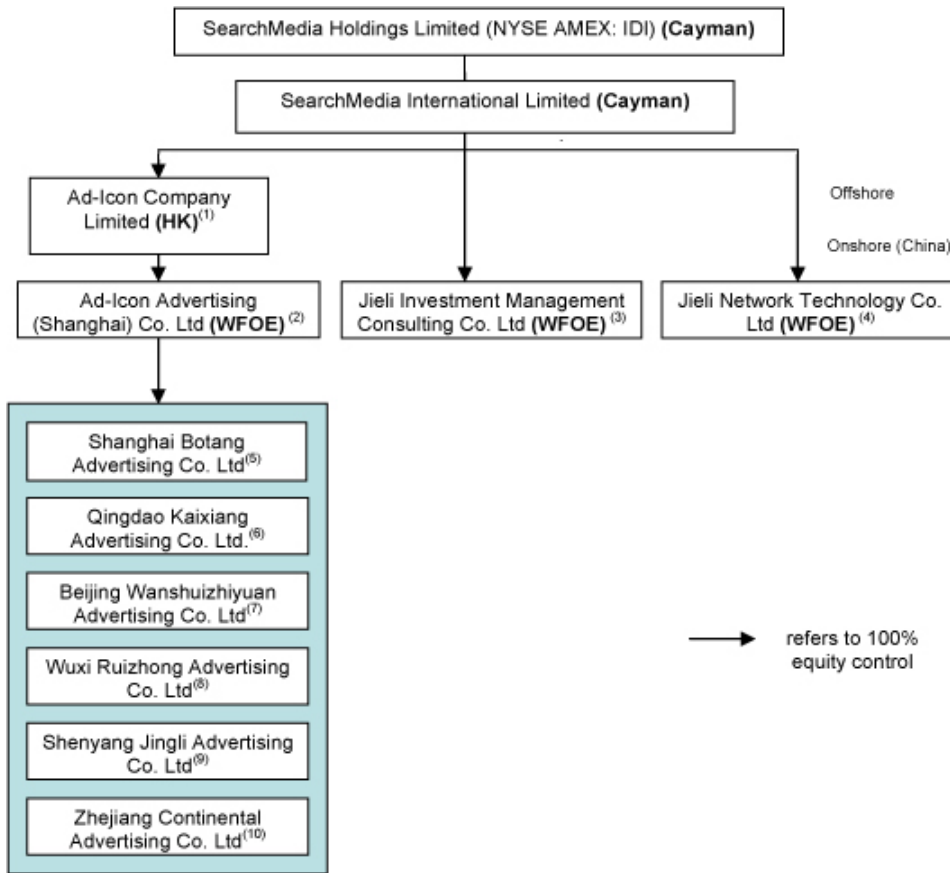 SearchMedia Holdings Limited (NYSE AMEX: IDI) (Cayman)
SearchMedia International Limited (Cayman)
Ad-Icon Company
Limited (HK)(1)
Offshore
Onshore (China)
Ad-Icon Advertising
(Shanghai) Co. Ltd (WFOE) (2)
Jieli Investment Management
Consulting Co. Ltd (WFOE) (3)
Jieli Network Technology Co.
Ltd (WFOE) (4)
Shanghai Botang
Advertising Co. Ltd(5)
Qingdao Kaixiang
Advertising Co. Ltd.(6)
Beijing Wanshuizhiyuan
Advertising Co. Ltd(7)
Wuxi Ruizhong Advertising
Co. Ltd(8)
Shenyang Jingli Advertising
Co. Ltd(9)
Zhejiang Continental
Advertising Co. Ltd(10)
refers to 100%
equity control